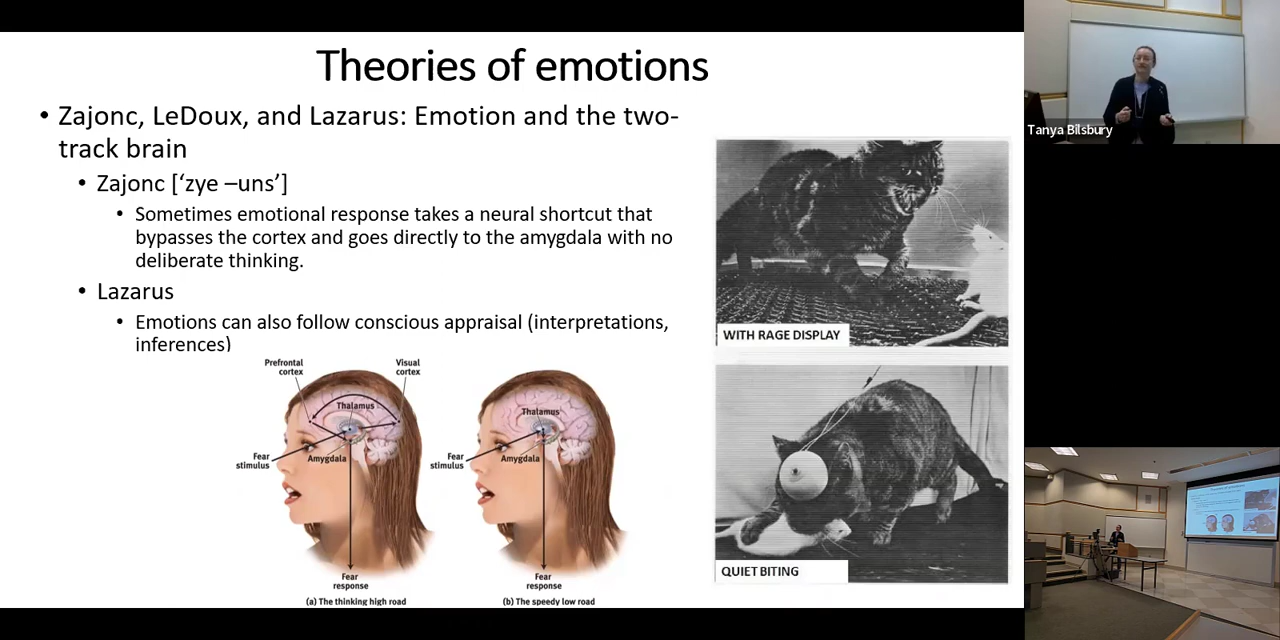 Theories of emotions
• Zajonc, LeDoux, and Lazarus: Emotion and the two-
track brain
• Zajonc [‘zye –uns’]
• Sometimes emotional response takes a neural shortcut that
bypasses the cortex and goes directly to the amygdala with no
deliberate thinking.
• Lazarus
• Emotions can also follow conscious appraisal (interpretations,
inferences)
Prefrontal
cortex
Visual
cortex
Thalamus
Fear
stimulus
Amygdala
Fear
response
(a) The thinking high road
Thalamus
Fear
stimulus
Amygdala
Fear
response
(b) The speedy low road
WITH RAGE DISPLAY
QUIET BITING
Tanya Bilsbury